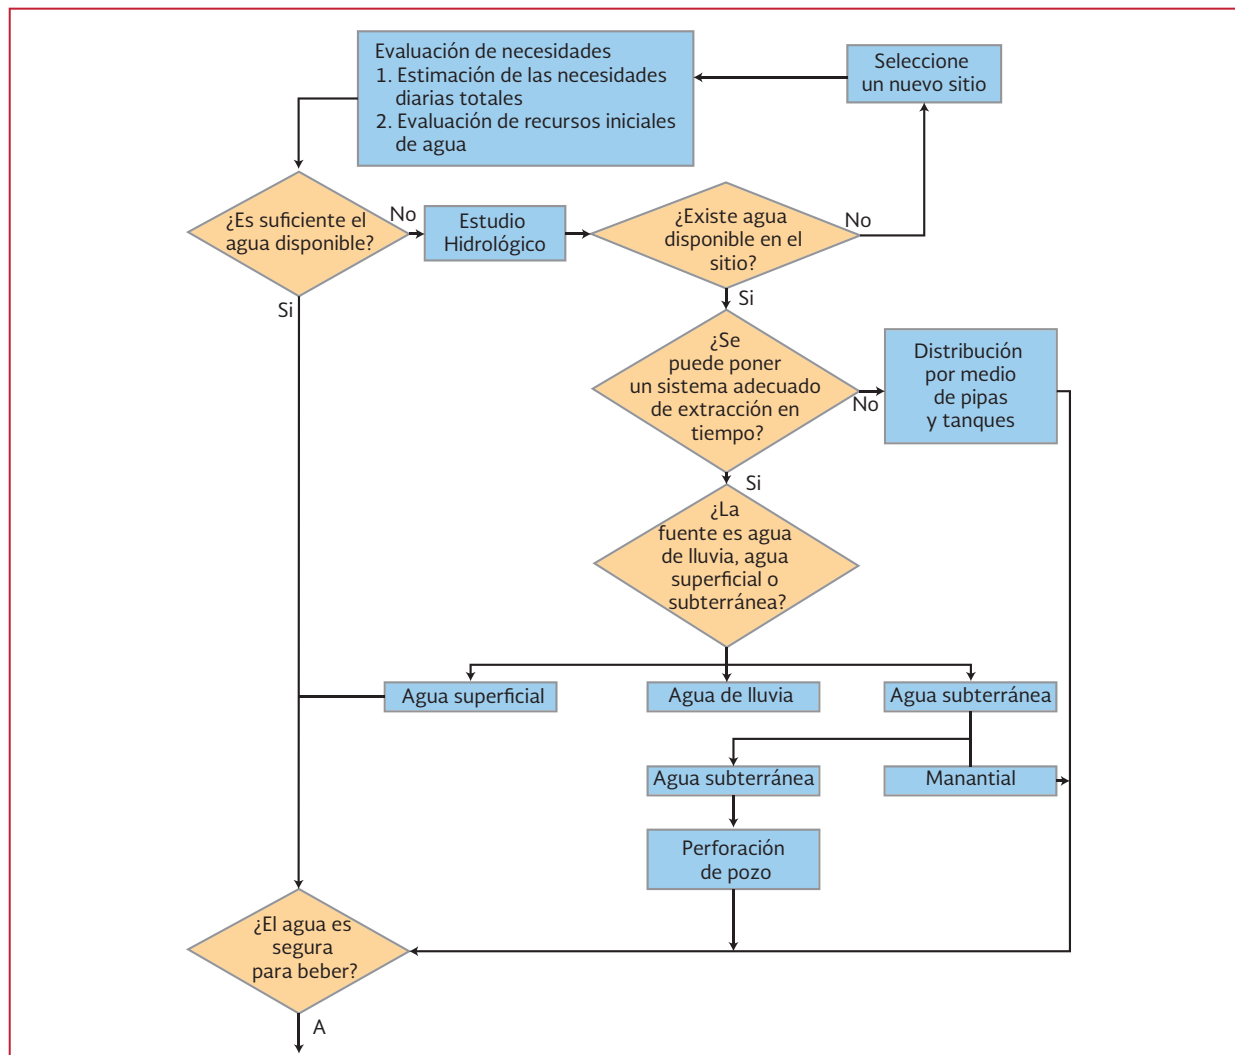 Evaluación de necesidades
1. Estimación de las necesidades
diarias totales
2. Evaluación de recursos iniciales
de agua
Seleccione
un nuevo sitio
¿Es suficiente el
agua disponible?
No
Estudio
Hidrológico
¿Existe agua
disponible en el
sitio?
No
Si
Si
¿Se
puede poner
un sistema adecuado
de extracción en
tiempo?
No
Distribución
por medio
de pipas
y tanques
Si
¿La
fuente es agua
de lluvia, agua
superficial o
subterránea?
Agua superficial
Agua de lluvia
Agua subterránea
Agua subterránea
Manantial
Perforación
de pozo
¿El agua es
segura
para beber?
A